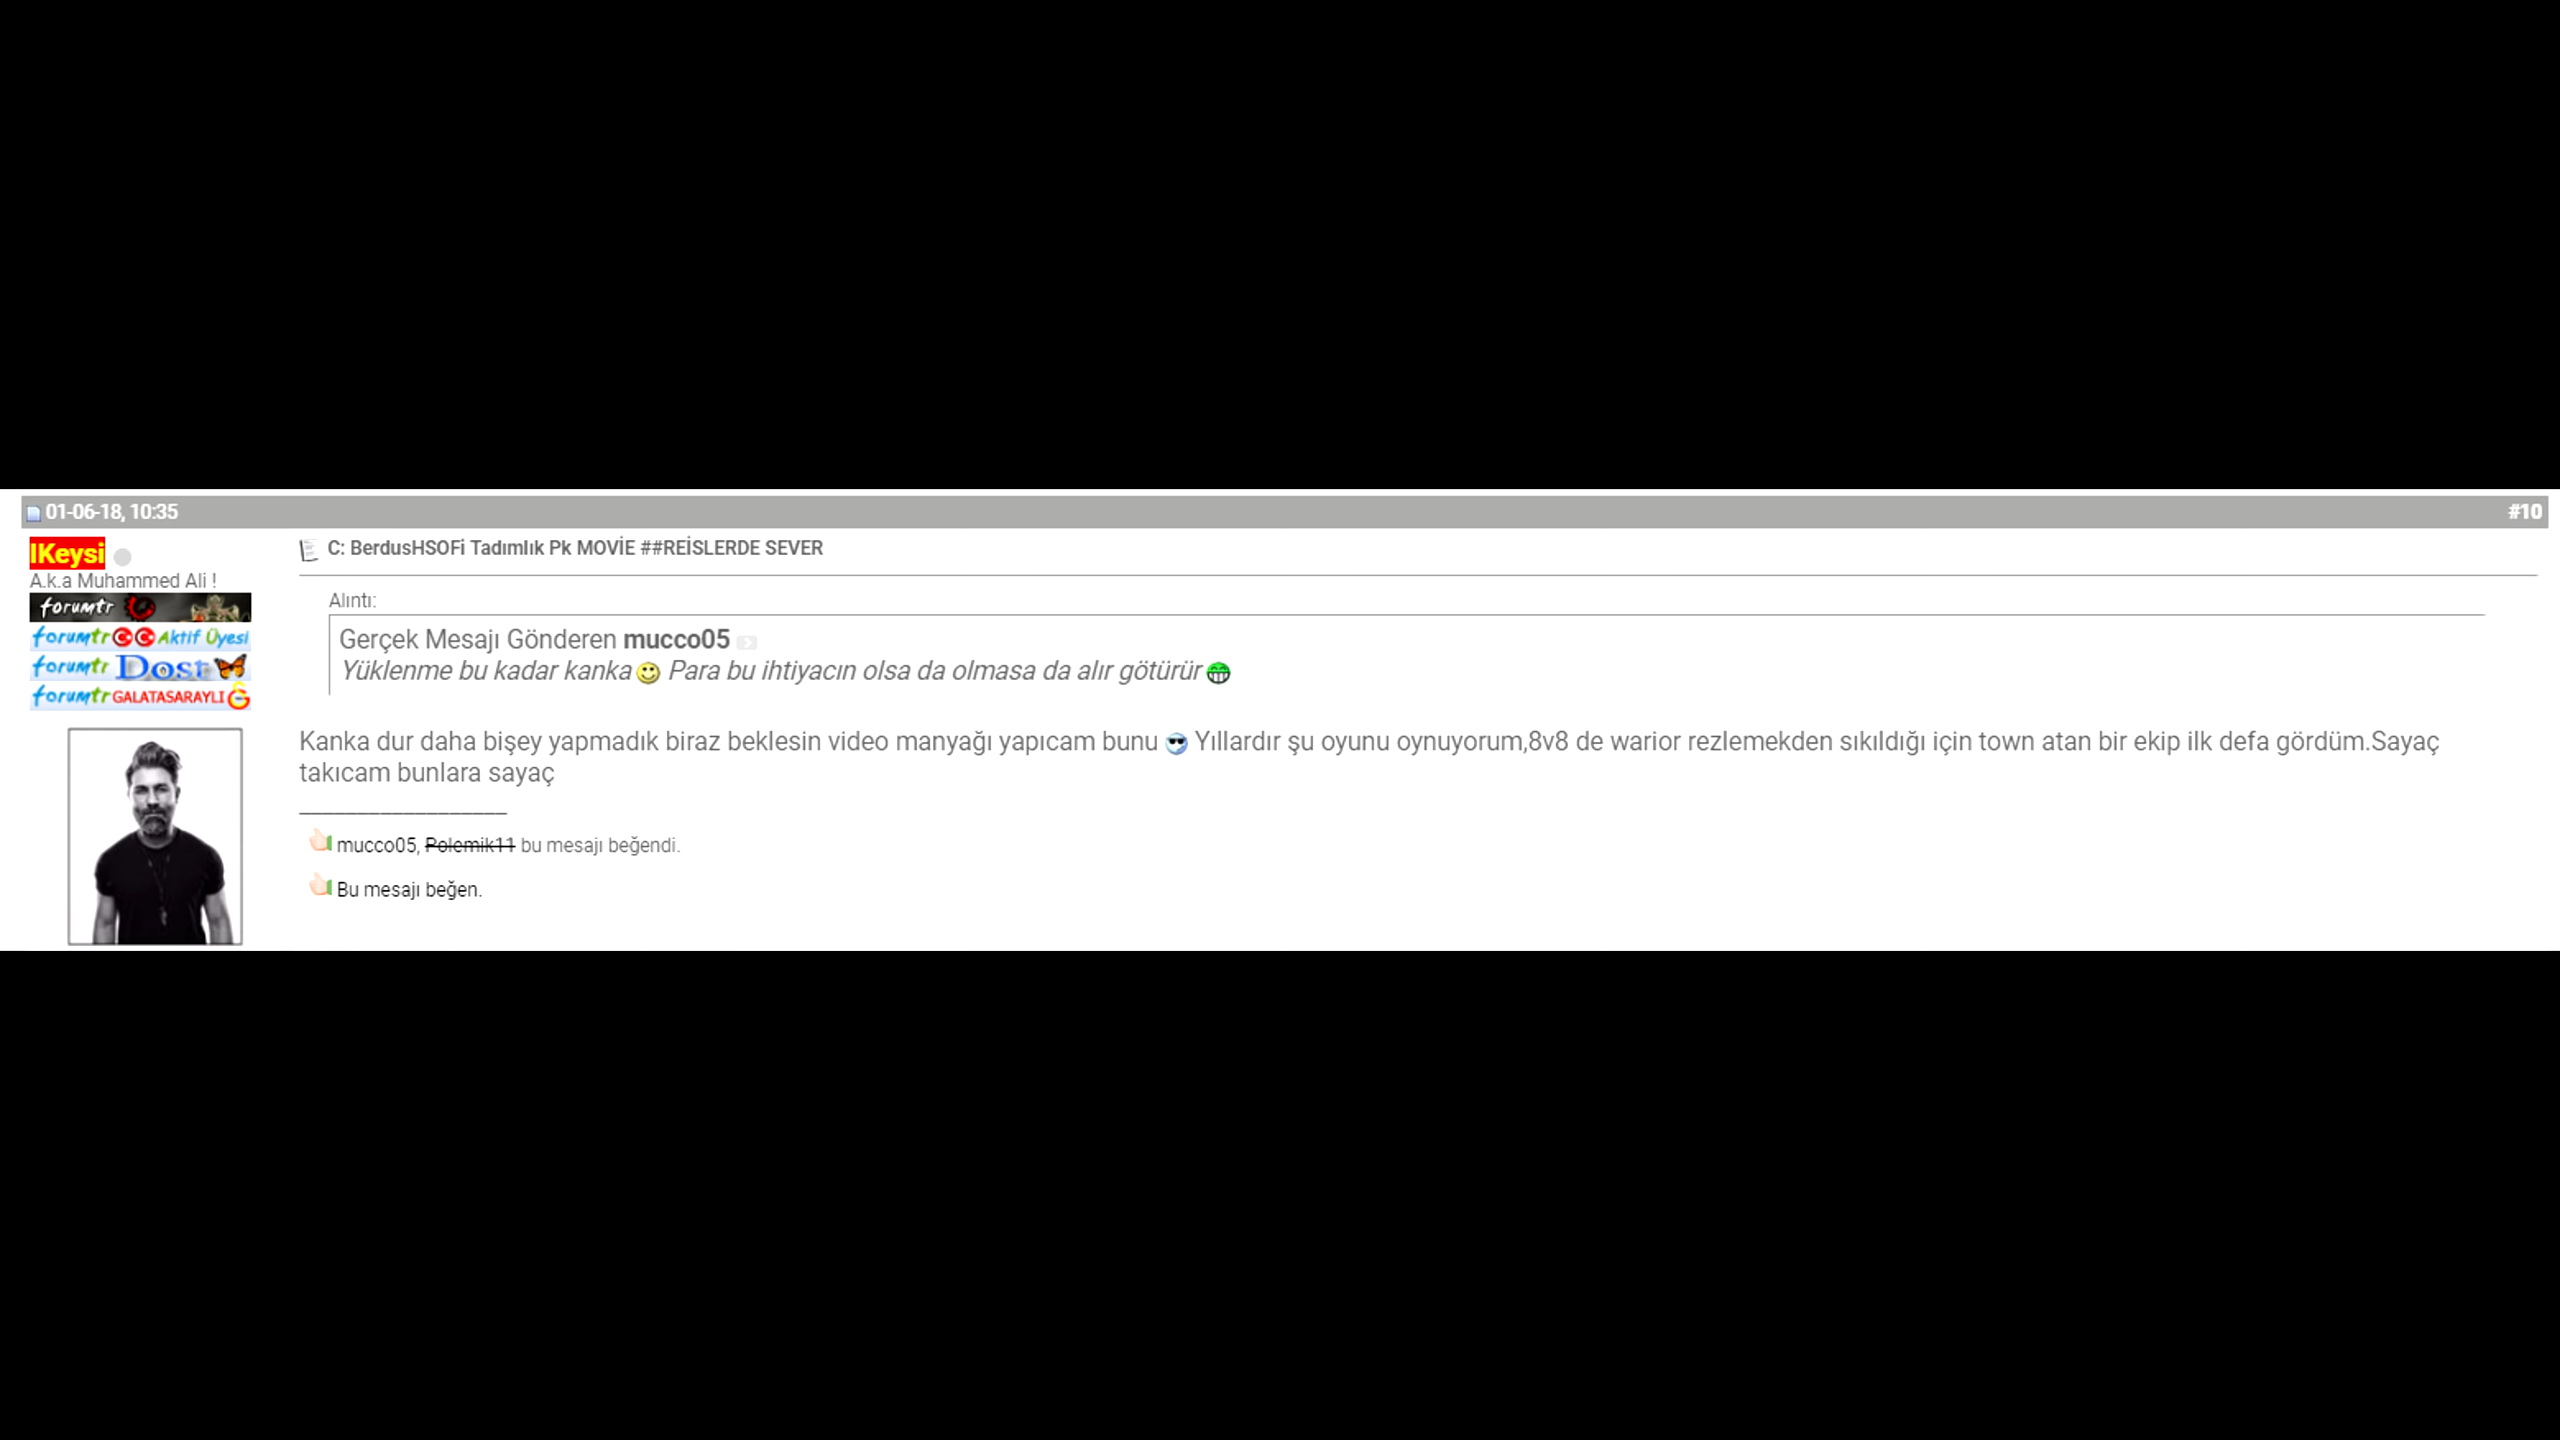 01-06-18, 10:35 #10
IKeysi
A.k.a Muhammed Ali !
forumtr
forumtr Aktif Üyesi
forumtr Dost
forumtr GALATASARAYLI
C: BerdusHSOFi Tadımlık Pk MOVİE ##REİSLERDE SEVER
Alıntı:
Gerçek Mesajı Gönderen mucco05
Yüklenme bu kadar kanka Para bu ihtiyacın olsa da olmasa da alır götürür
Kanka dur daha bişey yapmadık biraz beklesin video manyağı yapıcam bunu Yıllardır şu oyunu oynuyorum,8v8 de warior rezlemekden sıkıldığı için town atan bir ekip ilk defa gördüm.Sayaç
takıcam bunlara sayaç
__________________
mucco05, Polemik11 bu mesajı beğendi.
Bu mesajı beğen.